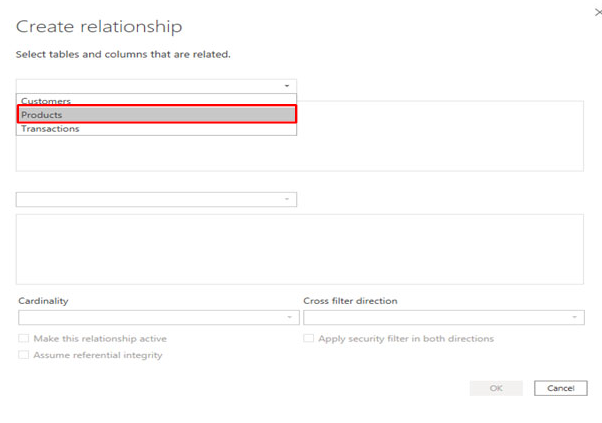 Create relationship
Select tables and columns that are related.
Customers
Products
Transactions
Cardinality
Cross filter direction
Make this relationship active
Apply security filter in both directions
Assume referential integrity
OK
Cancel